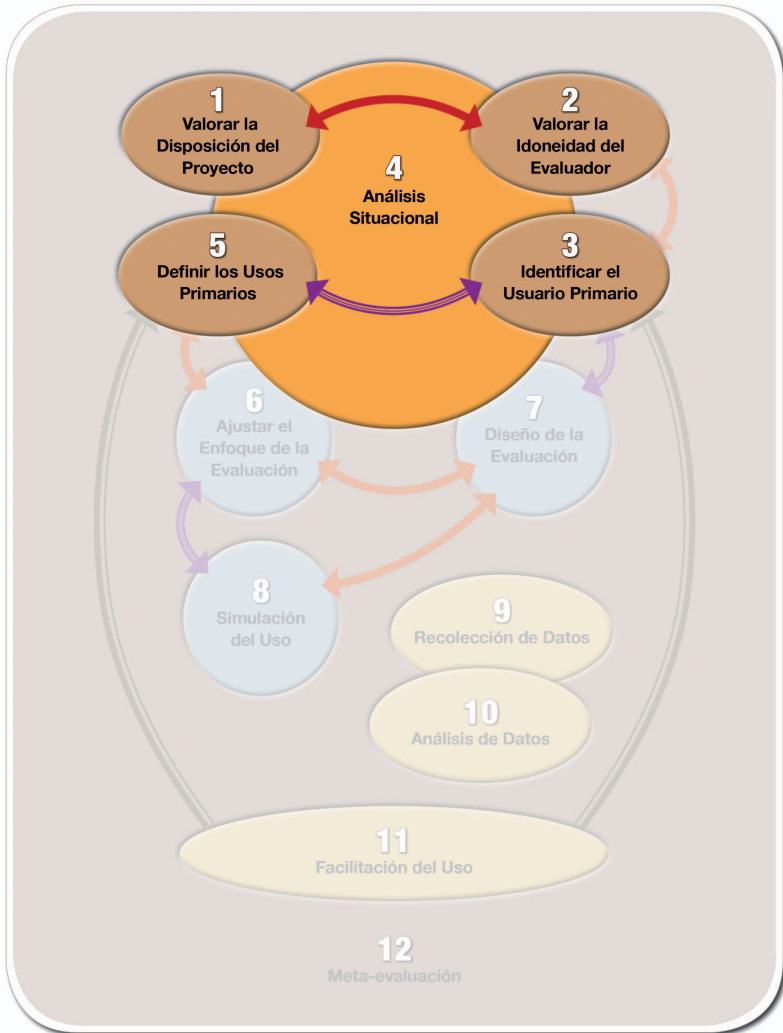 1
Valorar la
Disposición del
Proyecto
2
Valorar la
Idoneidad del
Evaluador
4
Análisis
Situacional
5
Definir los Usos
Primarios
3
Identificar el
Usuario Primario
6
Ajustar el
Enfoque de la
Evaluación
7
Diseño de la
Evaluación
8
Simulación
del Uso
9
Recolección de Datos
10
Análisis de Datos
11
Facilitación del Uso
12
Meta-evaluación